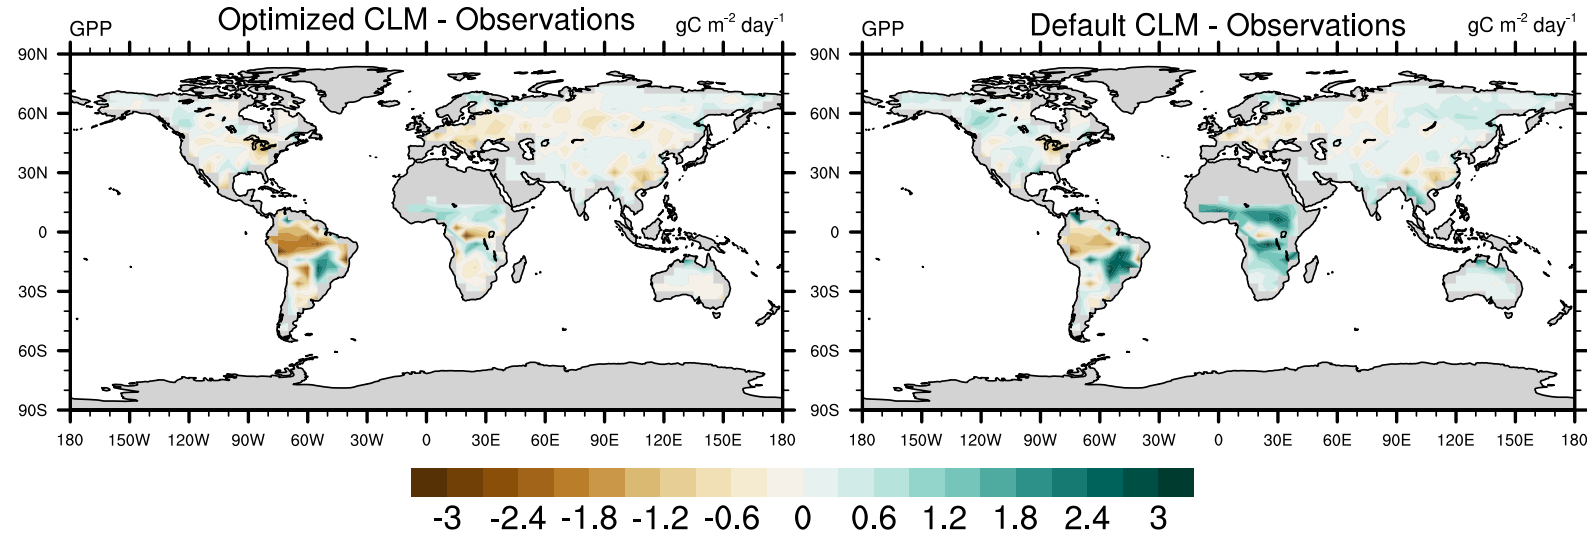 GPP Optimized CLM - Observations gC m-2 day-1
90N
60N
30N
0
30S
60S
90S
180 150W 120W 90W 60W 30W 0 30E 60E 90E 120E 150E 180
GPP Default CLM - Observations gC m-2 day-1
90N
60N
30N
0
30S
60S
90S
180 150W 120W 90W 60W 30W 0 30E 60E 90E 120E 150E 180
-3 -2.4 -1.8 -1.2 -0.6 0 0.6 1.2 1.8 2.4 3